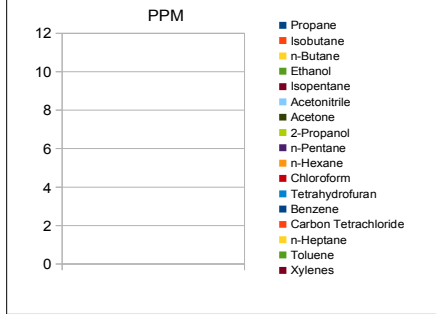 PPM
12
10
8
6
4
2
0
Propane
Isobutane
n-Butane
Ethanol
Isopentane
Acetonitrile
Acetone
2-Propanol
n-Pentane
n-Hexane
Chloroform
Tetrahydrofuran
Benzene
Carbon Tetrachloride
n-Heptane
Toluene
Xylenes